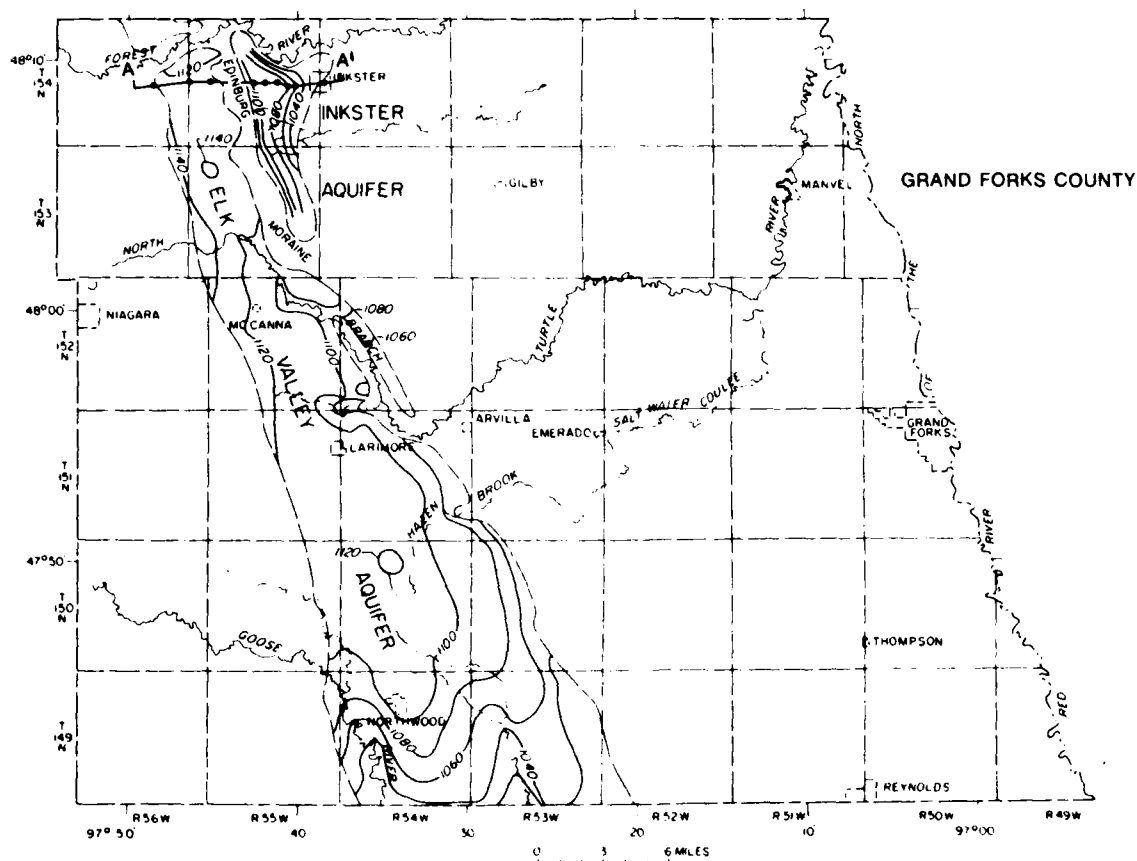 48°10'
T
154
N
FOREST
RIVER
A
A'
1120
EDINBURG
1100
1080
1040
INKSTER
INKSTER
AQUIFER
1140
1140
ELK
T
153
N
GILBY
MANVEL
RIVER
NORTH
GRAND FORKS COUNTY
NORTH
MORAINE
THE
48°00'
NIAGARA
T
152
N
MCCANNA
1120
VALLEY
1100
BRANCH
1080
1060
TURTLE
OF
ARVILLA
EMERADO
SALT WATER COULEE
GRAND
FORKS
LARIMORE
T
151
N
HAZEN
BROOK
RIVER
47°50'
1120
AQUIFER
T
150
N
GOOSE
1100
THOMPSON
RED
T
149
N
NORTHWOOD
1080
RIVER
1060
1040
REYNOLDS
R56W
R55W
R54W
R53W
R52W
R51W
R50W
R49W
97°50'
40
30
20
10
97°00'
0
3
6 MILES